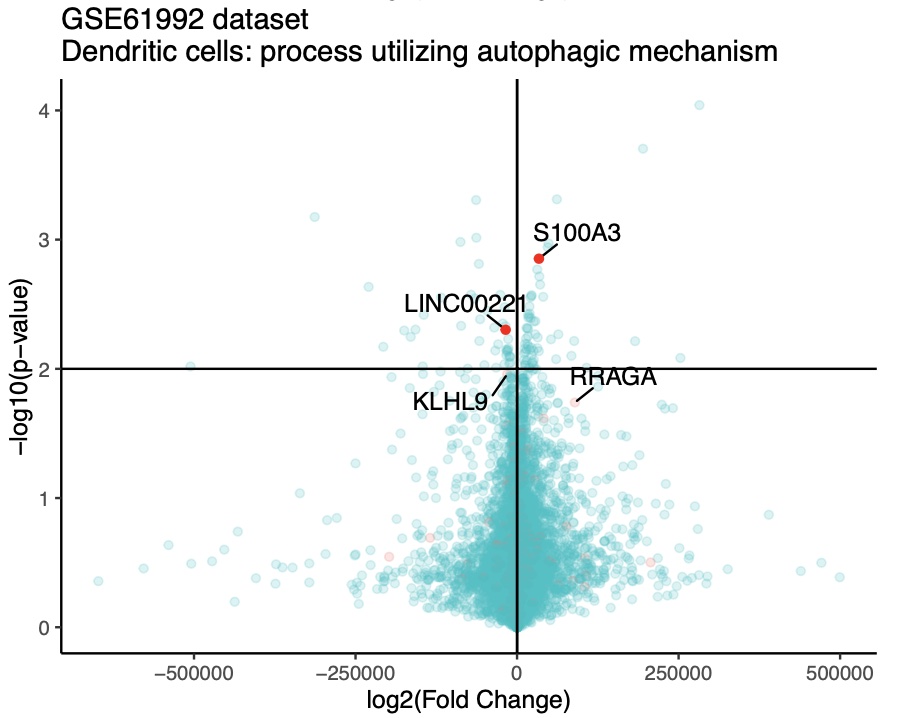 GSE61992 dataset
Dendritic cells: process utilizing autophagic mechanism
4
3
2
1
0
−log10(p−value)
S100A3
LINC00221
RRAGA
KLHL9
−500000
−250000
0
250000
500000
log2(Fold Change)